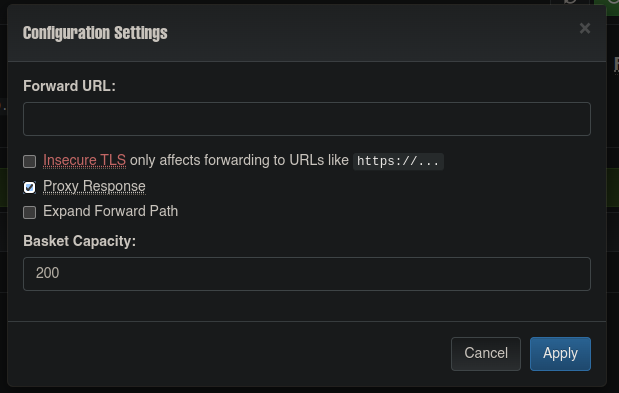 Configuration Settings ×
Forward URL:
Insecure TLS only affects forwarding to URLs like https://...
Proxy Response
Expand Forward Path
Basket Capacity:
200
Cancel Apply